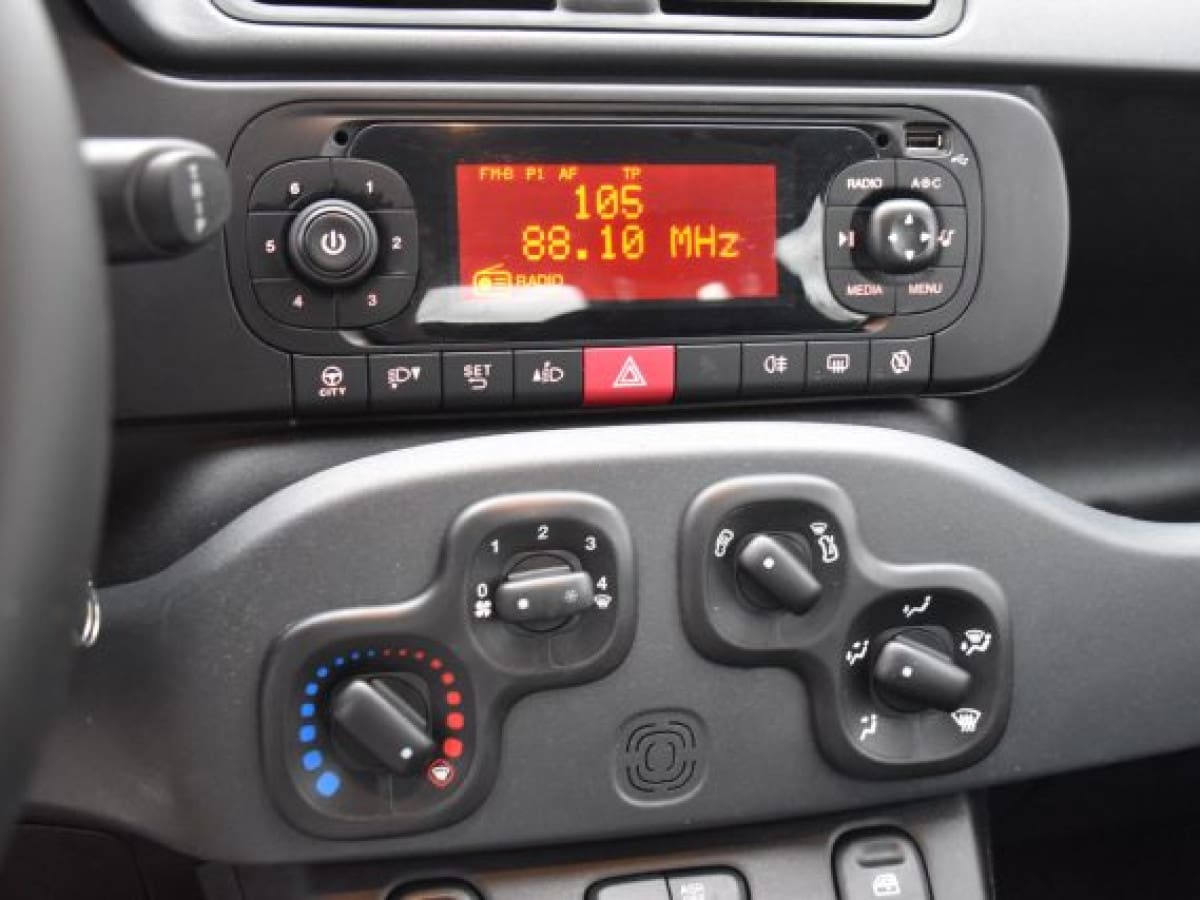 FM-B P1 AF TP
105
88.10 MHz
RADIO
6 1
5 2
4 3
RADIO A·B·C
MEDIA MENU
CITY
SET
0 1 2 3 4